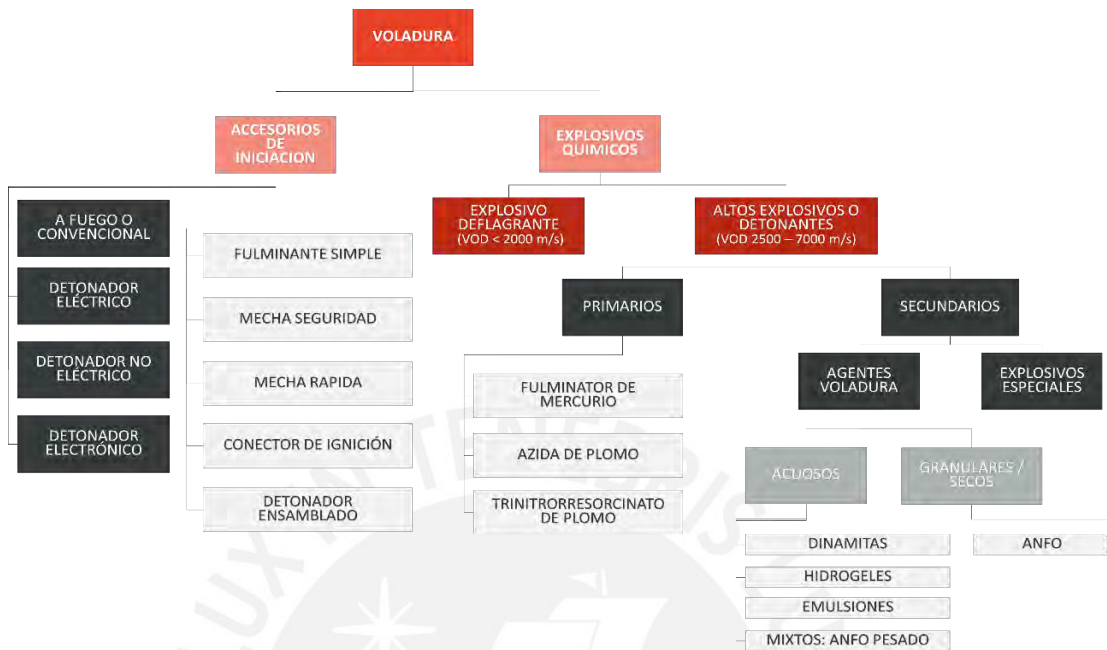 VOLADURA
ACCESORIOS
DE
INICIACION
EXPLOSIVOS
QUIMICOS
A FUEGO O
CONVENCIONAL
DETONADOR
ELÉCTRICO
DETONADOR NO
ELÉCTRICO
DETONADOR
ELECTRÓNICO
FULMINANTE SIMPLE
MECHA SEGURIDAD
MECHA RAPIDA
CONECTOR DE IGNICIÓN
DETONADOR
ENSAMBLADO
EXPLOSIVO
DEFLAGRANTE
(VOD < 2000 m/s)
ALTOS EXPLOSIVOS O
DETONANTES
(VOD 2500 – 7000 m/s)
PRIMARIOS
SECUNDARIOS
FULMINATOR DE
MERCURIO
AZIDA DE PLOMO
TRINITRORRESORCINATO
DE PLOMO
AGENTES
VOLADURA
EXPLOSIVOS
ESPECIALES
ACUOSOS
GRANULARES /
SECOS
DINAMITAS
HIDROGELES
EMULSIONES
MIXTOS: ANFO PESADO
ANFO
LUX IN TENEBRIS